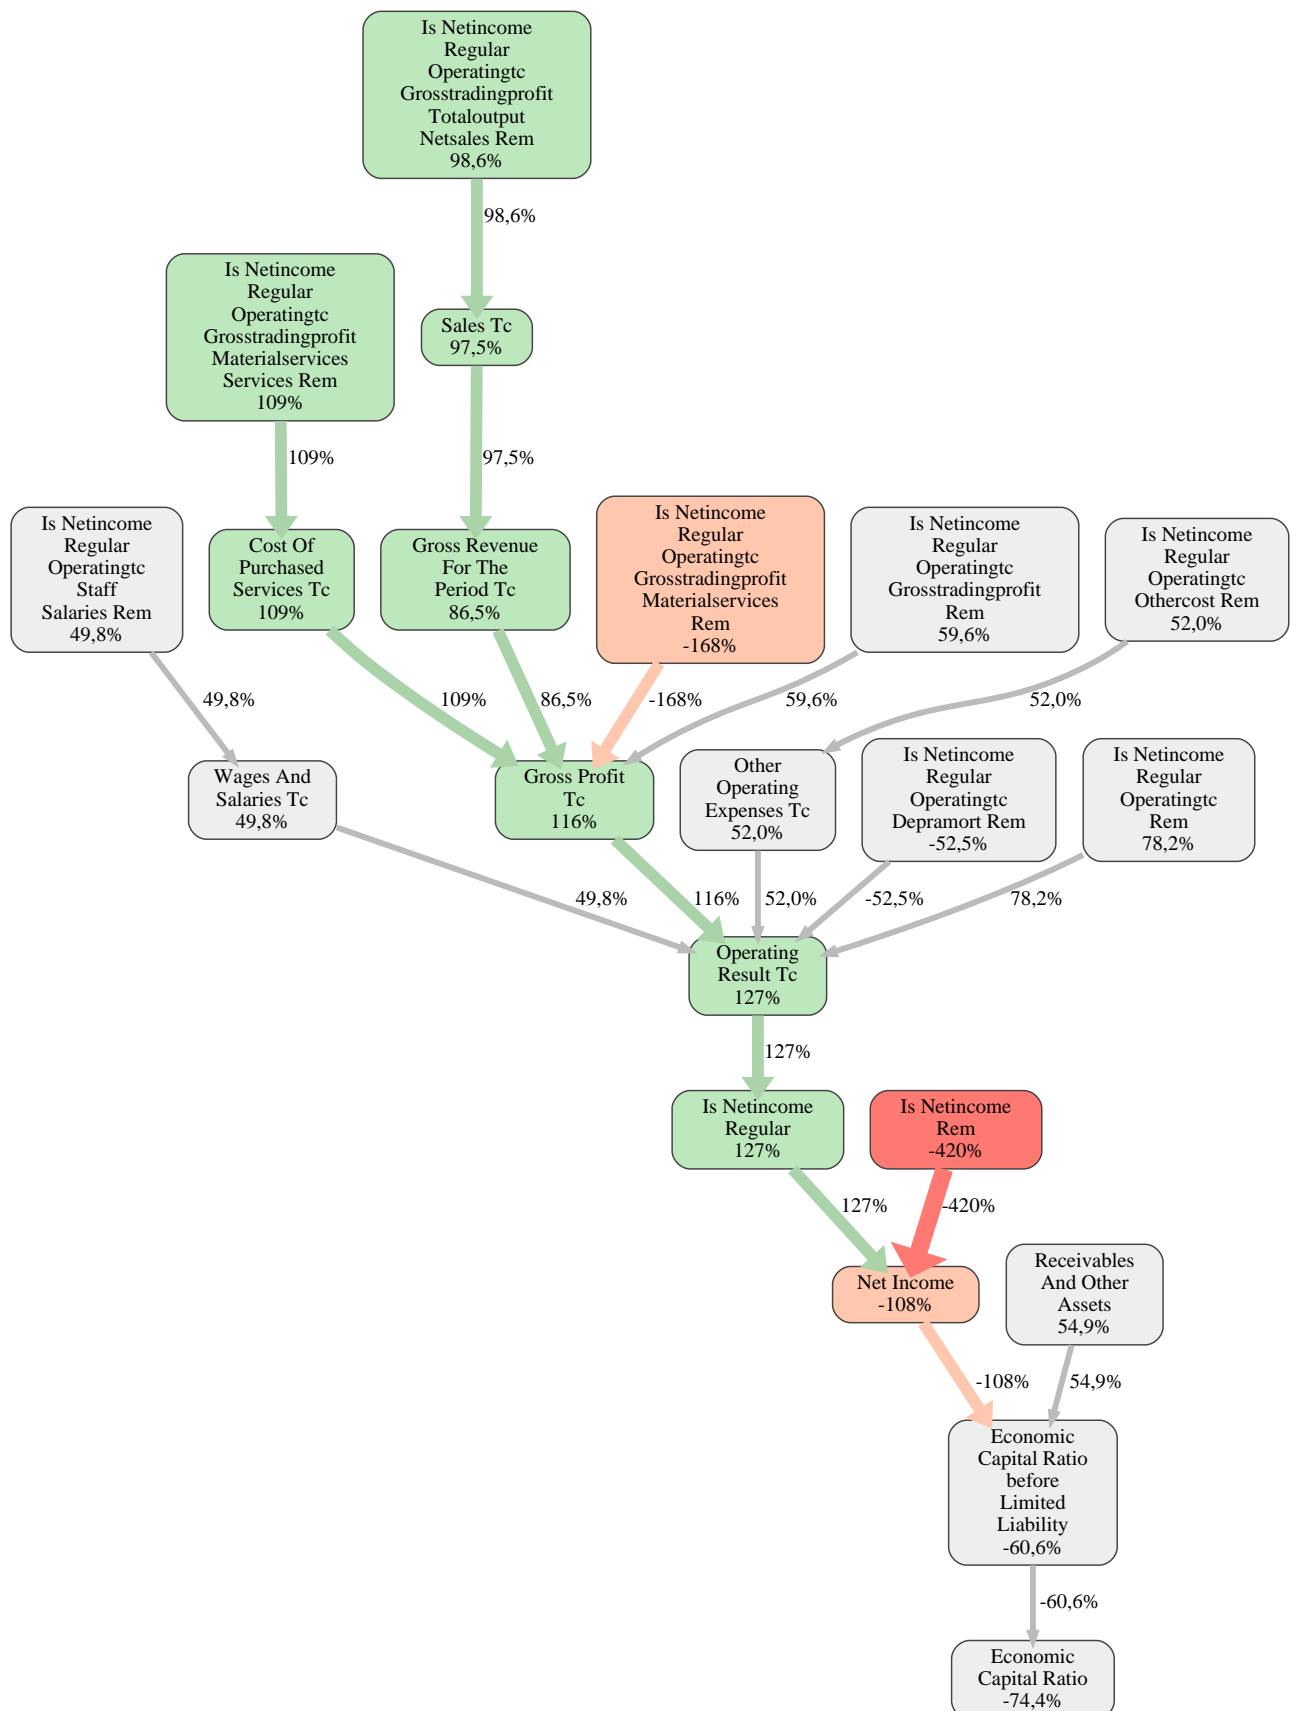 Is Netincome
Regular
Operatingtc
Grosstradingprofit
Totaloutput
Netsales Rem
98,6%
98,6%
Is Netincome
Regular
Operatingtc
Grosstradingprofit
Materialservices
Services Rem
109%
Sales Tc
97,5%
109%
97,5%
Is Netincome
Regular
Operatingtc
Staff
Salaries Rem
49,8%
Cost Of
Purchased
Services Tc
109%
Gross Revenue
For The
Period Tc
86,5%
Is Netincome
Regular
Operatingtc
Grosstradingprofit
Materialservices
Rem
-168%
Is Netincome
Regular
Operatingtc
Grosstradingprofit
Rem
59,6%
Is Netincome
Regular
Operatingtc
Othercost Rem
52,0%
49,8%
109%
86,5%
-168%
59,6%
52,0%
Wages And
Salaries Tc
49,8%
Gross Profit
Tc
116%
Other
Operating
Expenses Tc
52,0%
Is Netincome
Regular
Operatingtc
Depramort Rem
-52,5%
Is Netincome
Regular
Operatingtc
Rem
78,2%
49,8%
116%
52,0%
-52,5%
78,2%
Operating
Result Tc
127%
127%
Is Netincome
Regular
127%
Is Netincome
Rem
-420%
127%
-420%
Net Income
-108%
Receivables
And Other
Assets
54,9%
-108%
54,9%
Economic
Capital Ratio
before
Limited
Liability
-60,6%
-60,6%
Economic
Capital Ratio
-74,4%